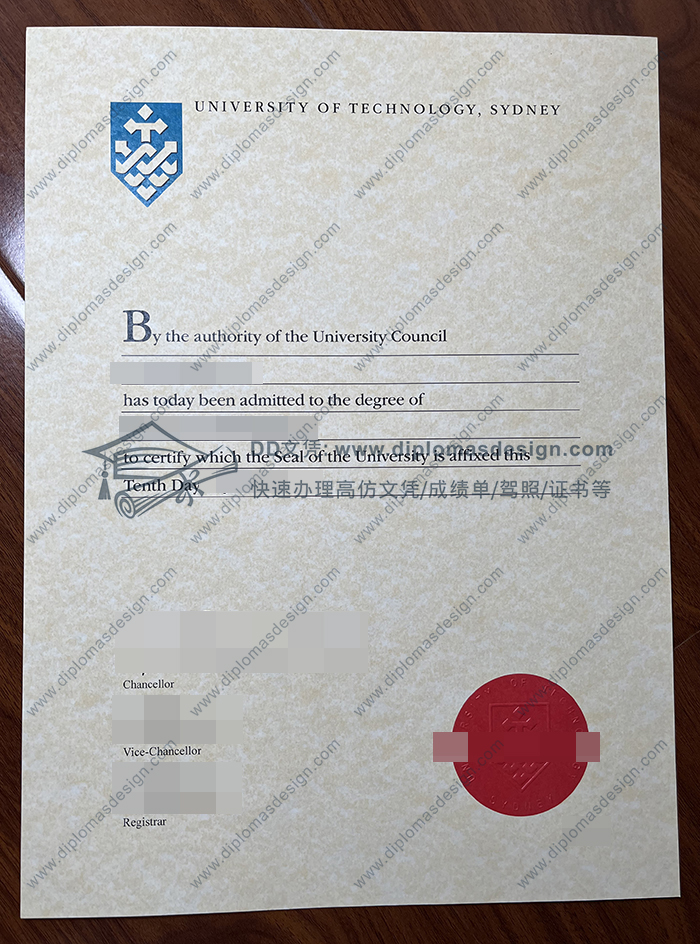 UNIVERSITY OF TECHNOLOGY, SYDNEY
By the authority of the University Council
has today been admitted to the degree of
DD文凭: www.diplomasdesign.com
to certify which the Seal of the University is affixed this
Tenth Day
快速办理高仿文凭/成绩单/驾照/证书等
Chancellor
Vice-Chancellor
Registrar
www.diplomasdesign.com